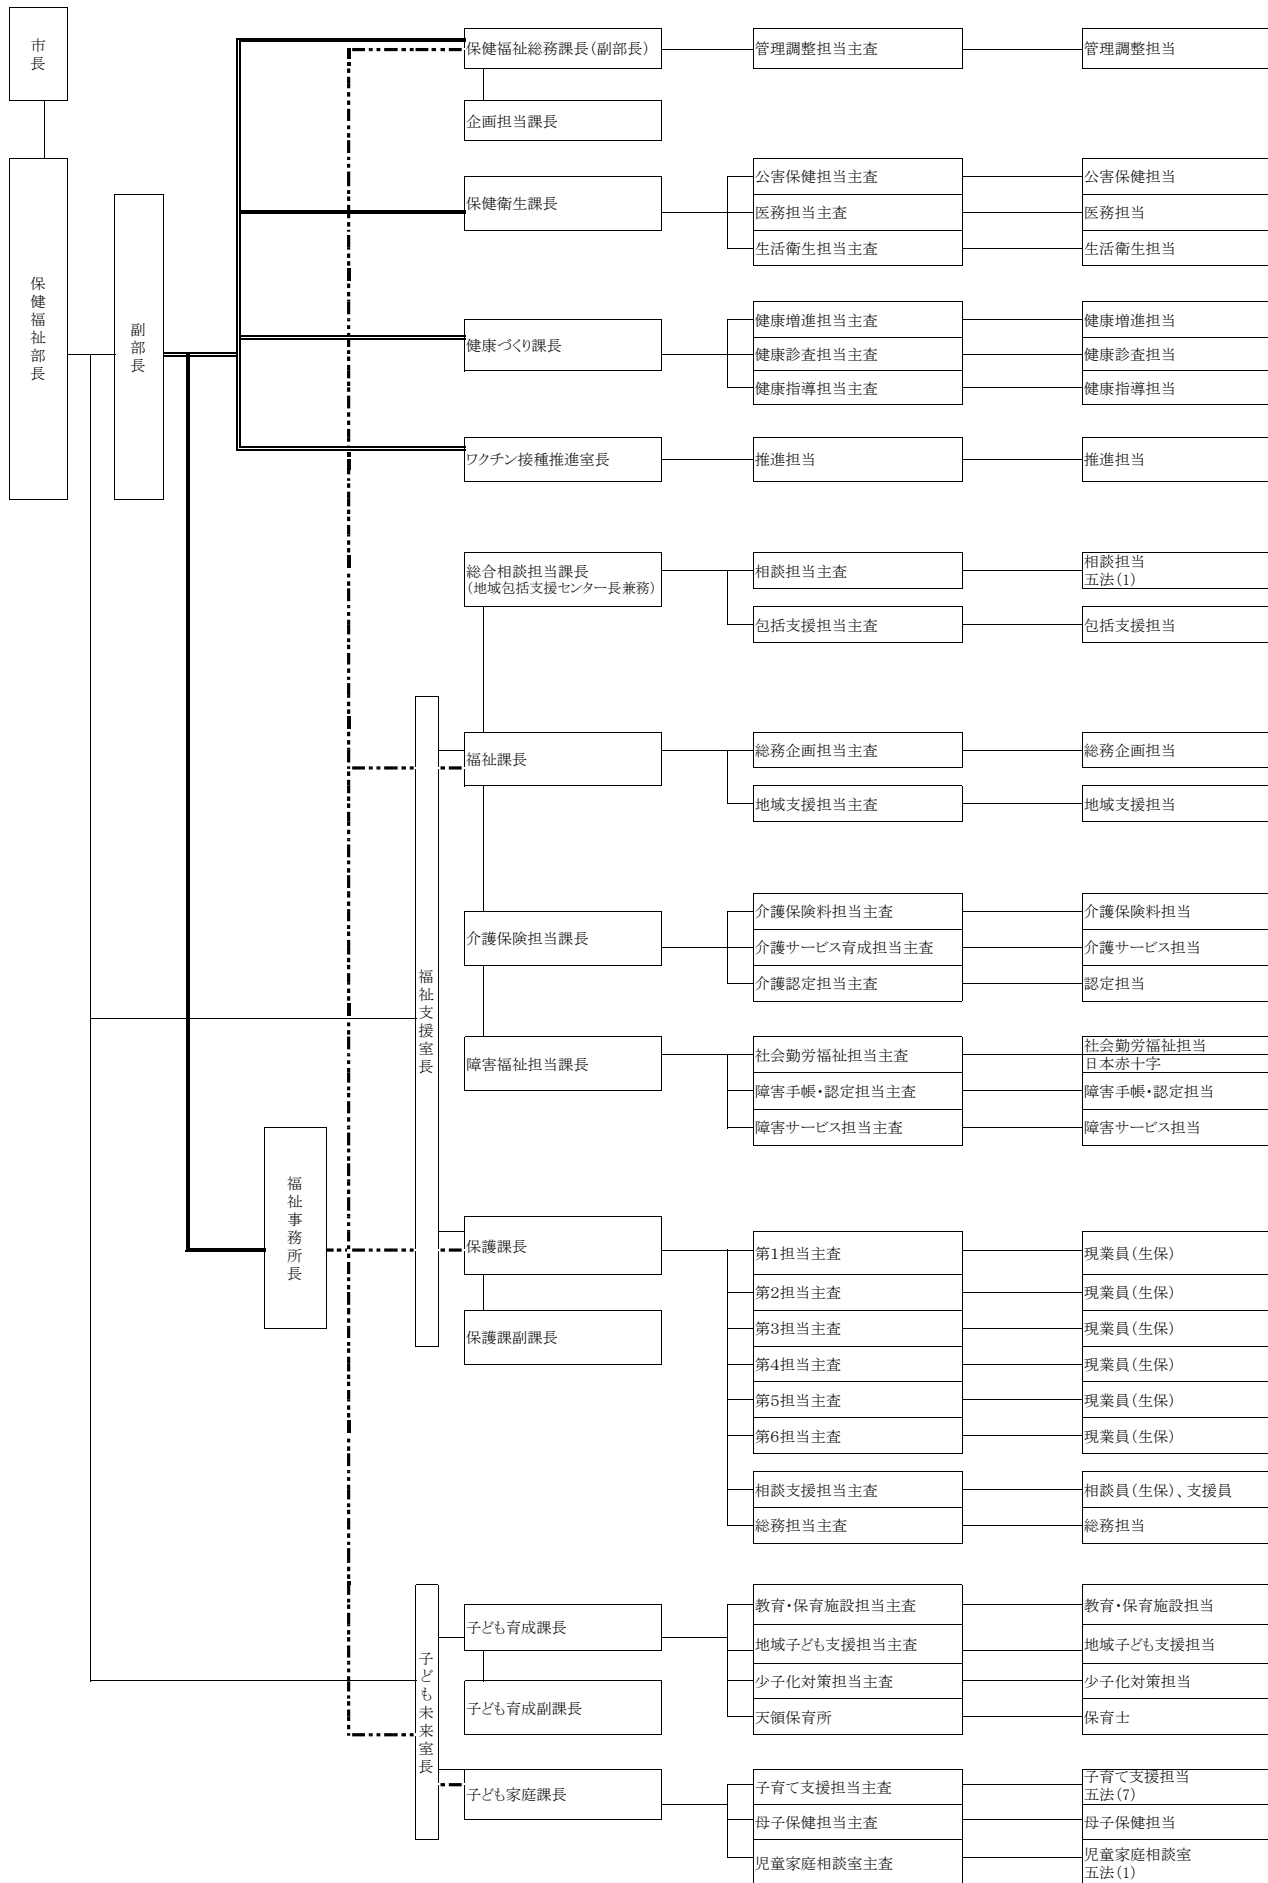 市長
保健福祉部長
副部長
保健福祉総務課長(副部長)
管理調整担当主査
管理調整担当
企画担当課長
保健衛生課長
公害保健担当主査
公害保健担当
医務担当主査
医務担当
生活衛生担当主査
生活衛生担当
健康づくり課長
健康増進担当主査
健康増進担当
健康診査担当主査
健康診査担当
健康指導担当主査
健康指導担当
ワクチン接種推進室長
推進担当
推進担当
総合相談担当課長
(地域包括支援センター長兼務)
相談担当主査
相談担当
五法(1)
包括支援担当主査
包括支援担当
福祉支援室長
福祉課長
総務企画担当主査
総務企画担当
地域支援担当主査
地域支援担当
介護保険担当課長
介護保険料担当主査
介護保険料担当
介護サービス育成担当主査
介護サービス担当
介護認定担当主査
認定担当
障害福祉担当課長
社会勤労福祉担当主査
社会勤労福祉担当
日本赤十字
障害手帳・認定担当主査
障害手帳・認定担当
障害サービス担当主査
障害サービス担当
福祉事務所長
保護課長
第1担当主査
現業員(生保)
第2担当主査
現業員(生保)
保護課副課長
第3担当主査
現業員(生保)
第4担当主査
現業員(生保)
第5担当主査
現業員(生保)
第6担当主査
現業員(生保)
相談支援担当主査
相談員(生保)、支援員
総務担当主査
総務担当
子ども未来室長
子ども育成課長
教育・保育施設担当主査
教育・保育施設担当
地域子ども支援担当主査
地域子ども支援担当
子ども育成副課長
少子化対策担当主査
少子化対策担当
天領保育所
保育士
子ども家庭課長
子育て支援担当主査
子育て支援担当
五法(7)
母子保健担当主査
母子保健担当
児童家庭相談室主査
児童家庭相談室
五法(1)